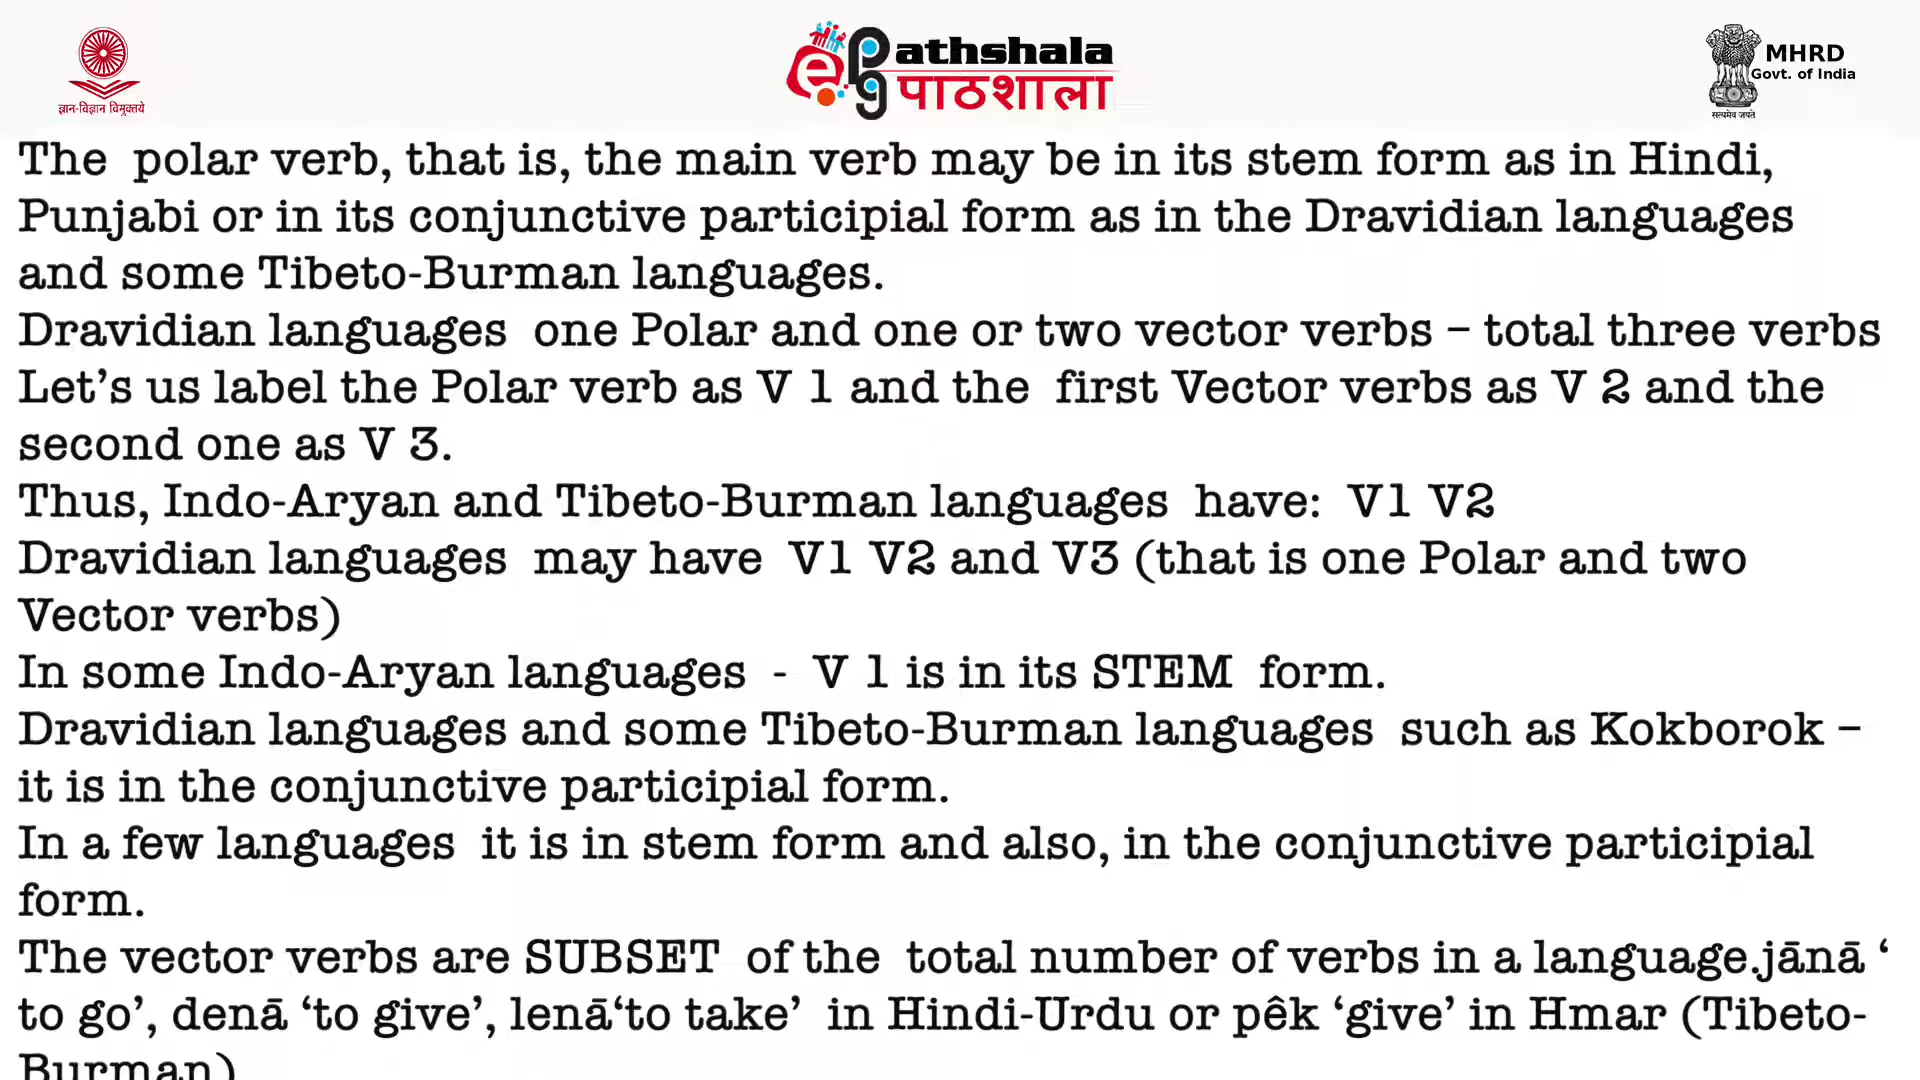 ज्ञान-विज्ञान विमुक्तये
e PG Pathshala
पाठशाला
MHRD
Govt. of India
सत्यमेव जयते
The polar verb, that is, the main verb may be in its stem form as in Hindi,
Punjabi or in its conjunctive participial form as in the Dravidian languages
and some Tibeto-Burman languages.
Dravidian languages one Polar and one or two vector verbs – total three verbs
Let’s us label the Polar verb as V 1 and the first Vector verbs as V 2 and the
second one as V 3.
Thus, Indo-Aryan and Tibeto-Burman languages have: V1 V2
Dravidian languages may have V1 V2 and V3 (that is one Polar and two
Vector verbs)
In some Indo-Aryan languages - V 1 is in its STEM form.
Dravidian languages and some Tibeto-Burman languages such as Kokborok –
it is in the conjunctive participial form.
In a few languages it is in stem form and also, in the conjunctive participial
form.
The vector verbs are SUBSET of the total number of verbs in a language.jānā ‘
to go’, denā ‘to give’, lenā‘to take’ in Hindi-Urdu or pêk ‘give’ in Hmar (Tibeto-
Burman)